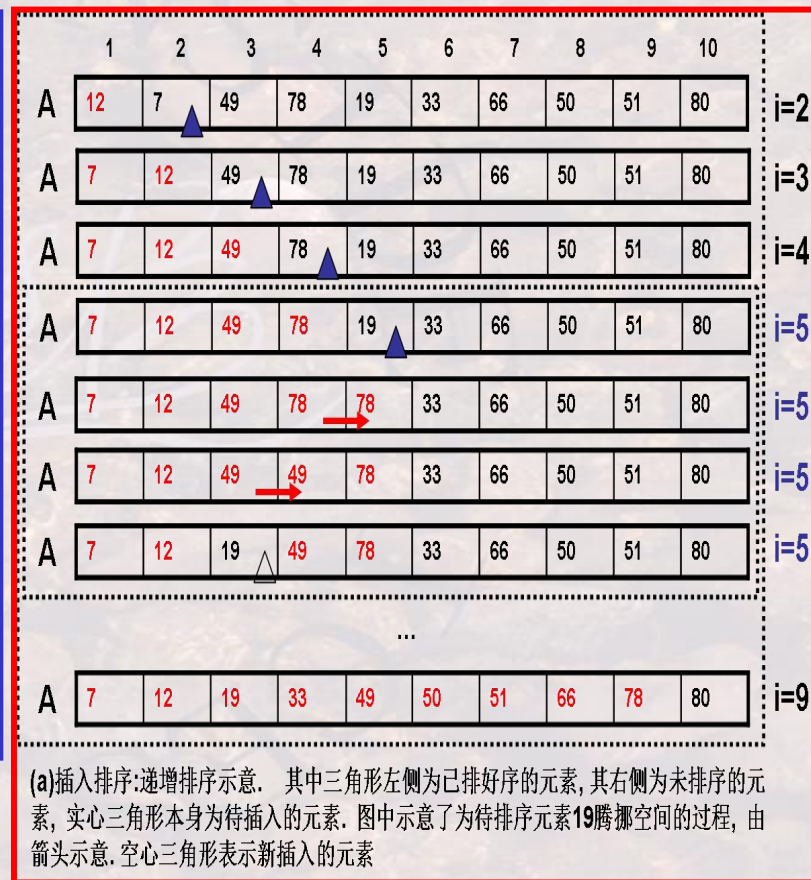 1 2 3 4 5 6 7 8 9 10
A 12 7 49 78 19 33 66 50 51 80 i=2
A 7 12 49 78 19 33 66 50 51 80 i=3
A 7 12 49 78 19 33 66 50 51 80 i=4
A 7 12 49 78 19 33 66 50 51 80 i=5
A 7 12 49 78 78 33 66 50 51 80 i=5
A 7 12 49 49 78 33 66 50 51 80 i=5
A 7 12 19 49 78 33 66 50 51 80 i=5
...
A 7 12 19 33 49 50 51 66 78 80 i=9
(a)插入排序:递增排序示意. 其中三角形左侧为已排好序的元素, 其右侧为未排序的元
素, 实心三角形本身为待插入的元素. 图中示意了为待排序元素19腾挪空间的过程, 由
箭头示意. 空心三角形表示新插入的元素